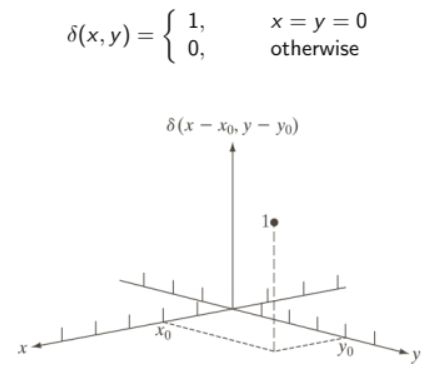 δ(x, y) = { 1, x = y = 0
0, otherwise
δ(x − x₀, y − y₀)
1
x x₀ y₀ y